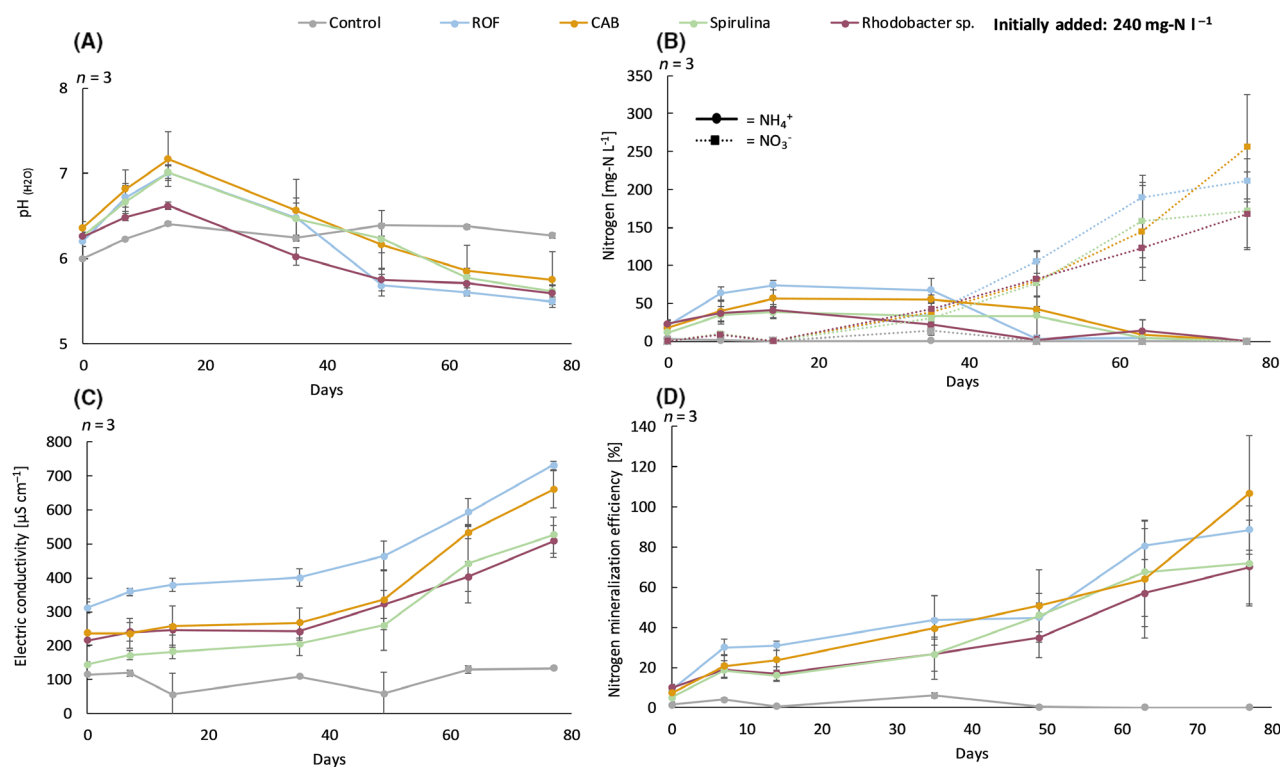 Control ROF CAB Spirulina Rhodobacter sp. Initially added: 240 mg-N l⁻¹
(A)
n = 3
8
7
6
5
pH (H2O)
0 20 40 60 80
Days
(B)
n = 3
350
300
250
200
150
100
50
0
Nitrogen [mg-N L⁻¹]
= NH₄⁺
= NO₃⁻
20 40 60 80
Days
(C)
n = 3
800
700
600
500
400
300
200
100
0
Electric conductivity [µS cm⁻¹]
0 20 40 60 80
Days
(D)
n = 3
140
120
100
80
60
40
20
0
Nitrogen mineralization efficiency [%]
0 10 20 30 40 50 60 70 80
Days